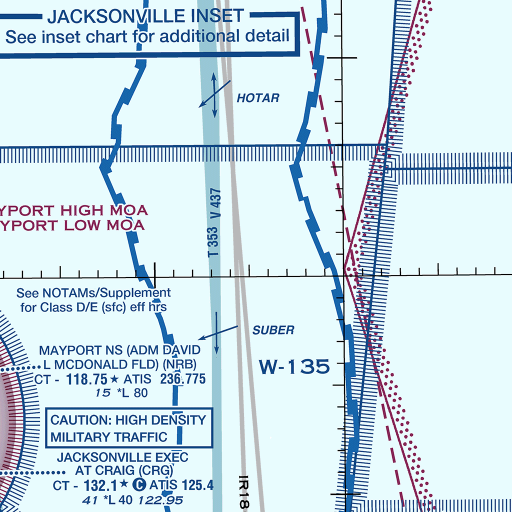 JACKSONVILLE INSET
See inset chart for additional detail
HOTAR
YPORT HIGH MOA
YPORT LOW MOA
T 353 V 437
See NOTAMs/Supplement
for Class D/E (sfc) eff hrs
SUBER
MAYPORT NS (ADM DAVID
L MCDONALD FLD) (NRB)
CT - 118.75 ★ ATIS 236.775
15 *L 80
W-135
CAUTION: HIGH DENSITY
MILITARY TRAFFIC
JACKSONVILLE EXEC
AT CRAIG (CRG)
CT - 132.1 ★ C ATIS 125.4
41 *L 40 122.95
IR18